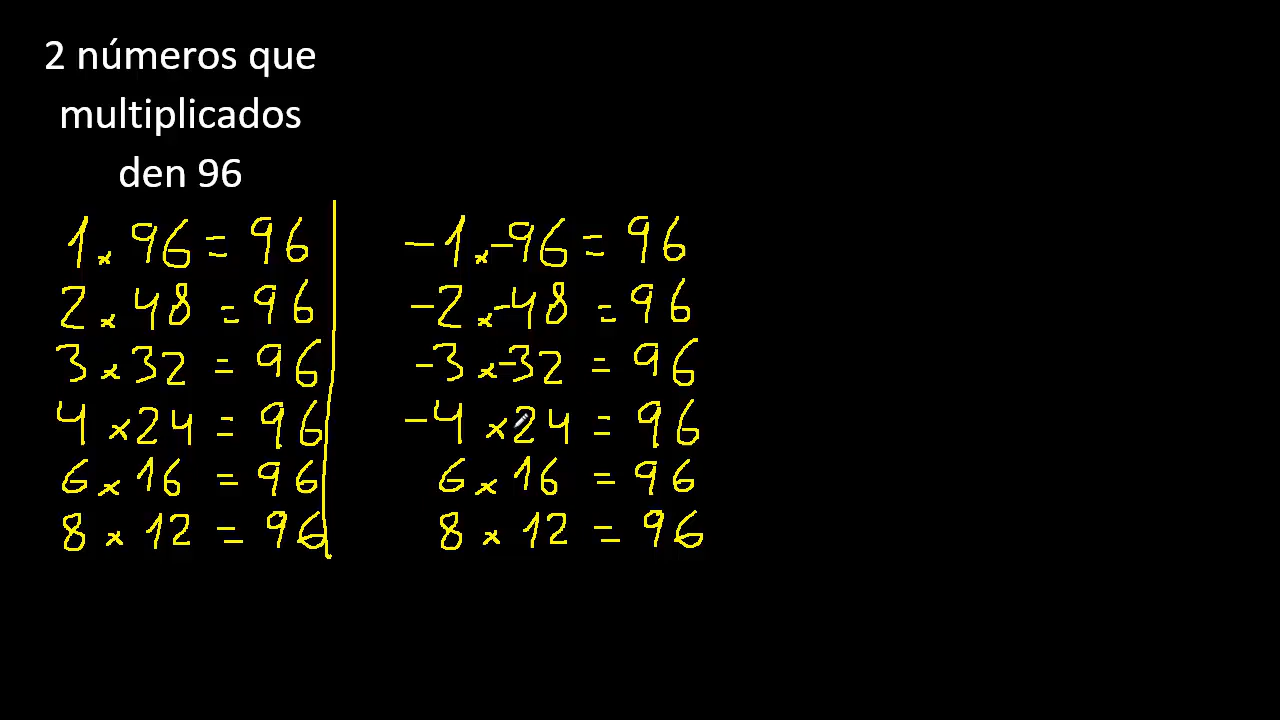 2 números que
multiplicados
den 96
1 x 96 = 96
2 x 48 = 96
3 x 32 = 96
4 x 24 = 96
6 x 16 = 96
8 x 12 = 96
-1 x -96 = 96
-2 x -48 = 96
-3 x -32 = 96
-4 x 24 = 96
6 x 16 = 96
8 x 12 = 96